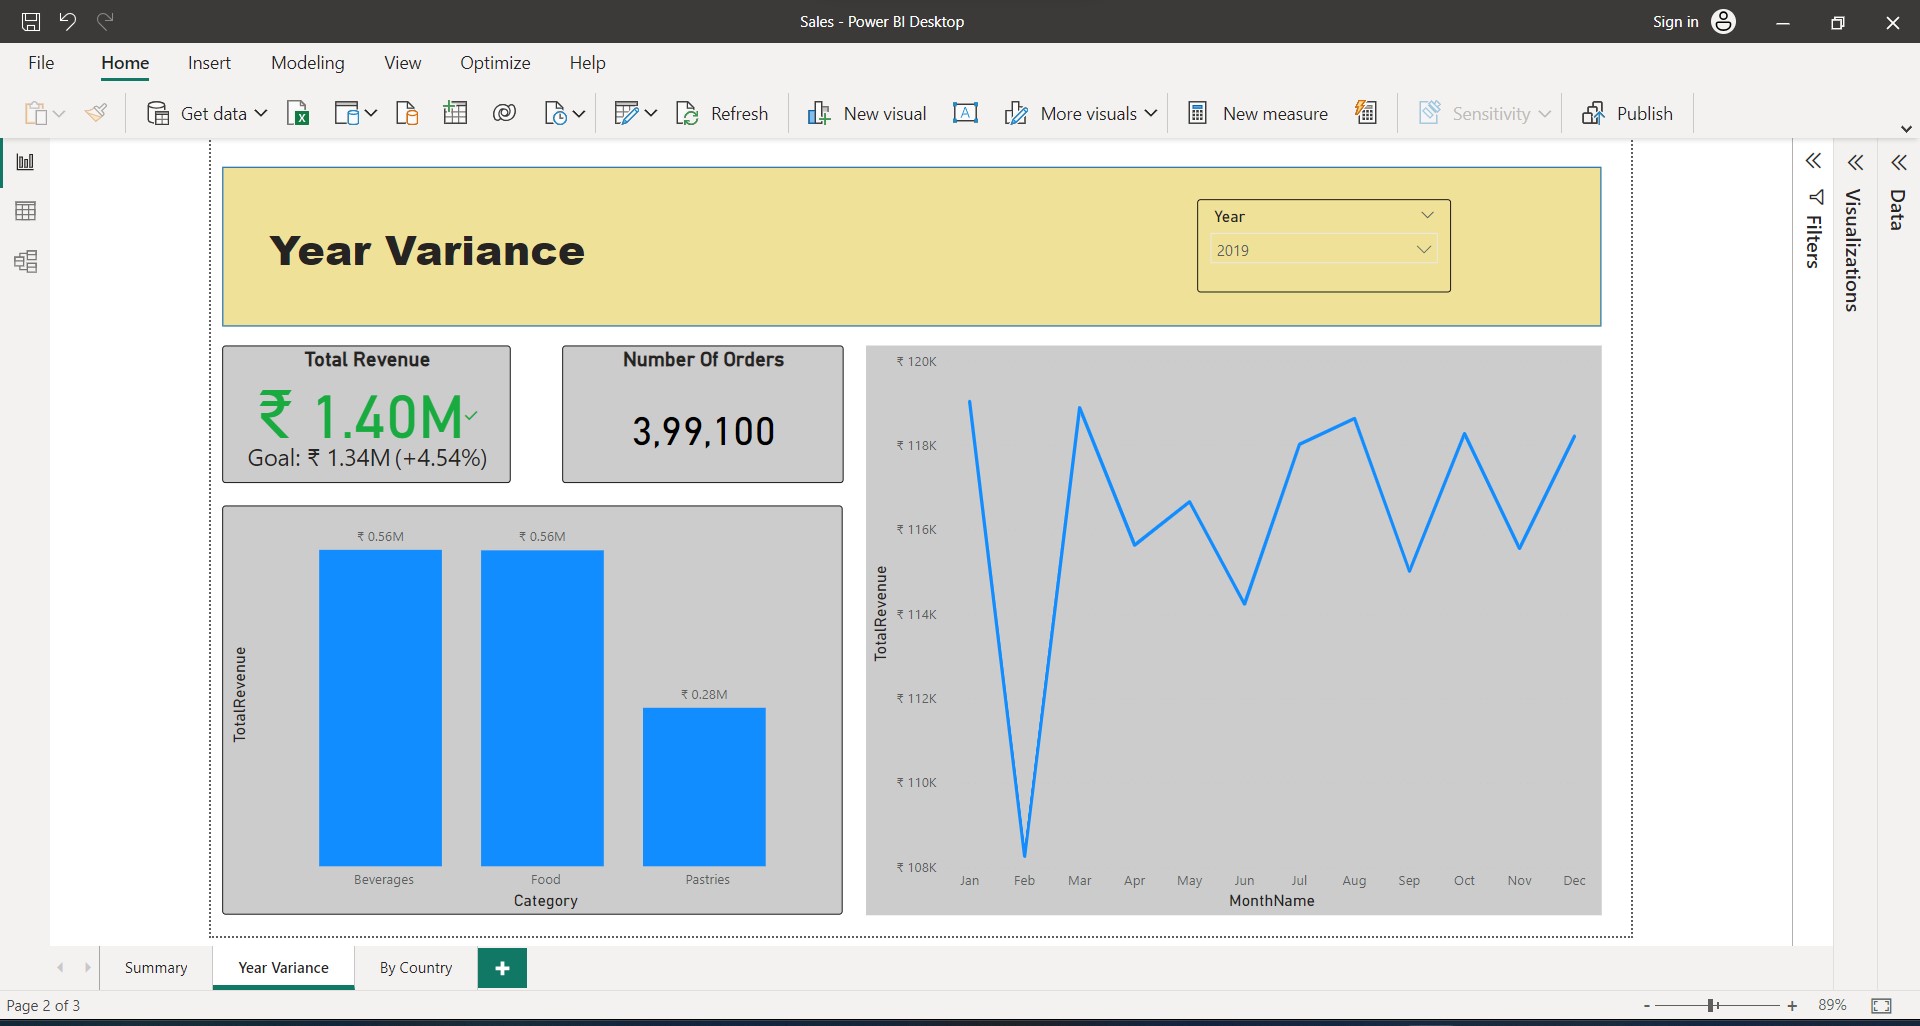 Sales - Power BI Desktop
Sign in
File Home Insert Modeling View Optimize Help
Get data Refresh New visual More visuals New measure Sensitivity Publish
Year Variance
Year
2019
Filters
Visualizations
Data
Total Revenue
₹ 1.40M
Goal: ₹ 1.34M (+4.54%)
Number Of Orders
3,99,100
TotalRevenue
₹ 0.56M ₹ 0.56M ₹ 0.28M
Beverages Food Pastries
Category
TotalRevenue
₹ 120K
₹ 118K
₹ 116K
₹ 114K
₹ 112K
₹ 110K
₹ 108K
Jan Feb Mar Apr May Jun Jul Aug Sep Oct Nov Dec
MonthName
Summary Year Variance By Country +
Page 2 of 3
- + 89%